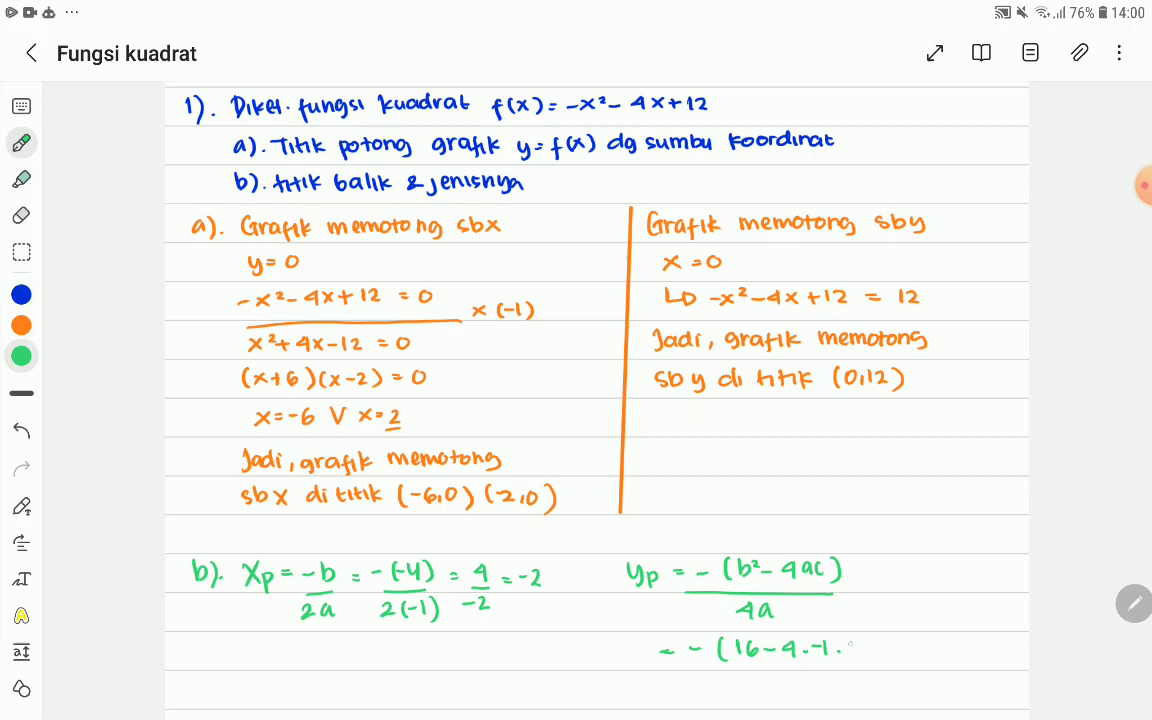 76% 14:00
Fungsi kuadrat
1). Diket. fungsi kuadrat f(x) = -x² - 4x + 12
a). Titik potong grafik y = f(x) dg sumbu koordinat
b). titik balik & jenisnya
a). Grafik memotong sbx
y = 0
-x² - 4x + 12 = 0
x (-1)
x² + 4x - 12 = 0
(x+6)(x-2) = 0
x = -6 V x = 2
Jadi, grafik memotong
sbx di titik (-6,0) (2,0)
Grafik memotong sby
x = 0
↳ -x² - 4x + 12 = 12
Jadi, grafik memotong
sb y di titik (0,12)
b). Xp = -b/2a = -(-4)/2(-1) = 4/-2 = -2
yp = -(b² - 4ac)/4a
= - (16 - 4.-1.